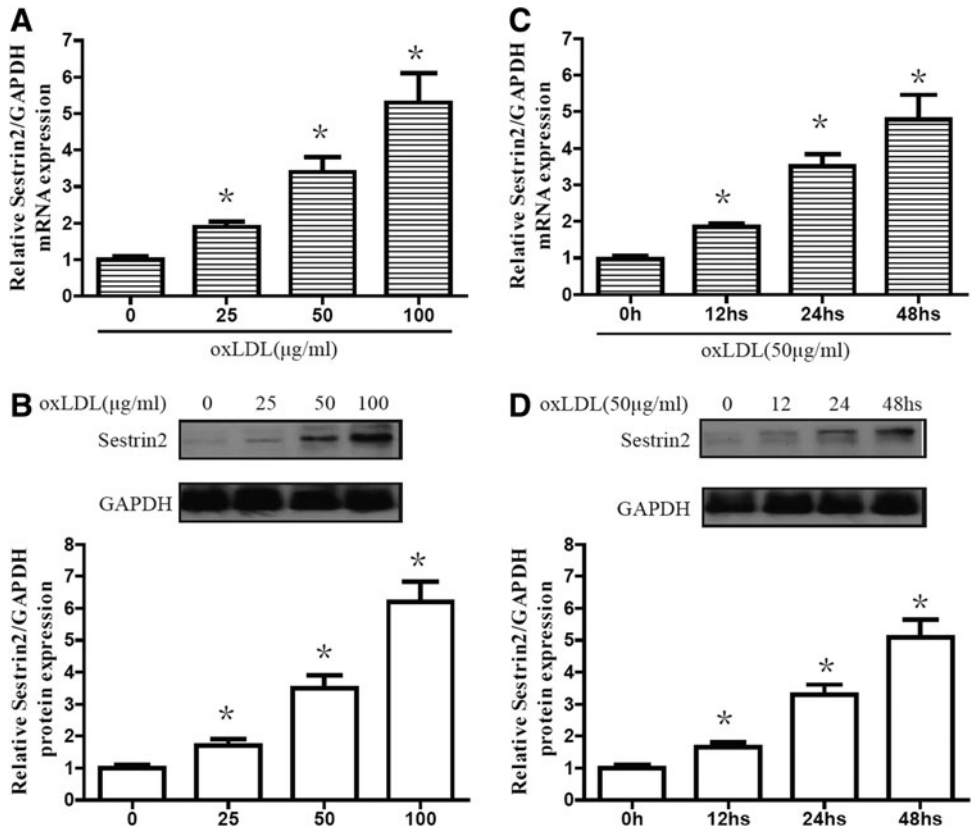 A
Relative Sestrin2/GAPDH
mRNA expression
7
6
5
4
3
2
1
0
*
*
*
0 25 50 100
oxLDL(μg/ml)
C
Relative Sestrin2/GAPDH
mRNA expression
7
6
5
4
3
2
1
0
*
*
*
0h 12hs 24hs 48hs
oxLDL(50μg/ml)
B
oxLDL(μg/ml) 0 25 50 100
Sestrin2
GAPDH
Relative Sestrin2/GAPDH
protein expression
8
7
6
5
4
3
2
1
0
*
*
*
0 25 50 100
D
oxLDL(50μg/ml) 0 12 24 48hs
Sestrin2
GAPDH
Relative Sestrin2/GAPDH
protein expression
8
7
6
5
4
3
2
1
0
*
*
*
0h 12hs 24hs 48hs